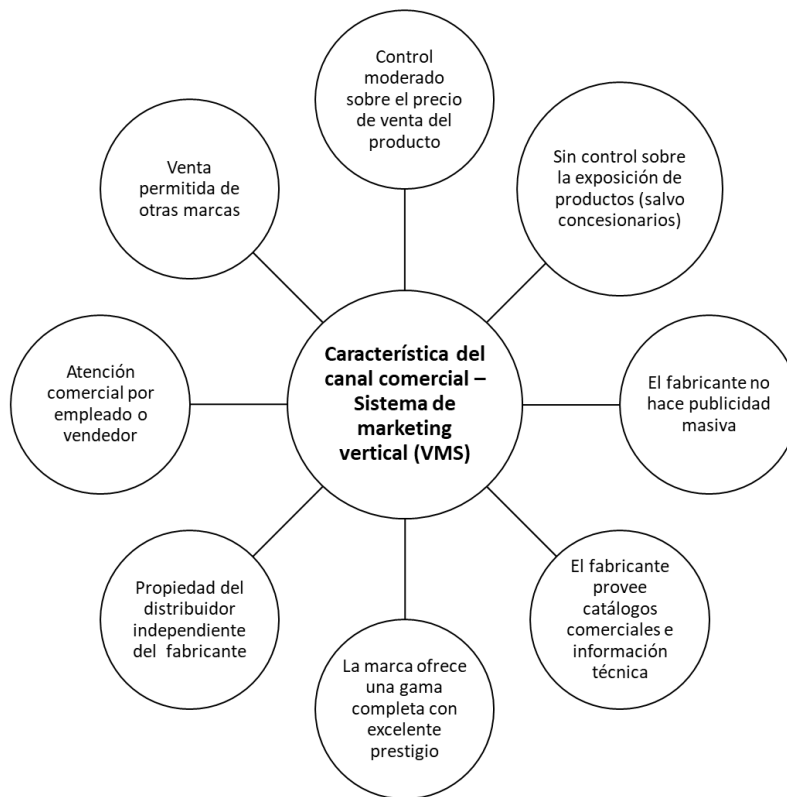 Control
moderado
sobre el precio
de venta del
producto
Sin control sobre
la exposición de
productos (salvo
concesionarios)
El fabricante no
hace publicidad
masiva
El fabricante
provee
catálogos
comerciales e
información
técnica
La marca ofrece
una gama
completa con
excelente
prestigio
Propiedad del
distribuidor
independiente
del fabricante
Atención
comercial por
empleado o
vendedor
Venta
permitida de
otras marcas
Característica del
canal comercial –
Sistema de
marketing
vertical (VMS)